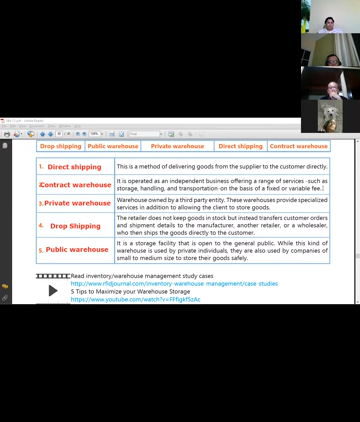 Drop shipping Public warehouse Private warehouse Direct shipping Contract warehouse
1. Direct shipping This is a method of delivering goods from the supplier to the customer directly.
2. Contract warehouse It is operated as an independent business offering a range of services -such as
storage, handling, and transportation-on the basis of a fixed or variable fee.]
3. Private warehouse Warehouse owned by a third party entity. These warehouses provide specialized
services in addition to allowing the client to store goods.
4. Drop Shipping The retailer does not keep goods in stock but instead transfers customer orders
and shipment details to the manufacturer, another retailer, or a wholesaler,
who then ships the goods directly to the customer.
5. Public warehouse It is a storage facility that is open to the general public. While this kind of
warehouse is used by private individuals, they are also used by companies of
small to medium size to store their goods safely.
Read inventory/warehouse management study cases
http://www.rfidjournal.com/inventory-warehouse-management/case-studies
5 Tips to Maximize your Warehouse Storage